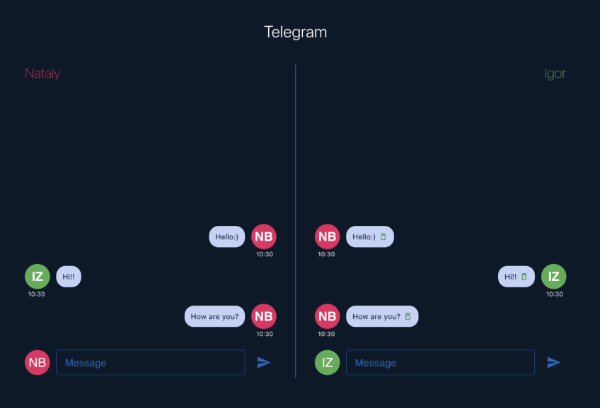 Telegram
Nataly
Igor
Hello:)
NB
10:30
IZ
Hi!!
10:30
How are you?
NB
10:30
NB
Message
NB
Hello:)
10:30
Hi!!
IZ
10:30
NB
How are you?
10:30
IZ
Message